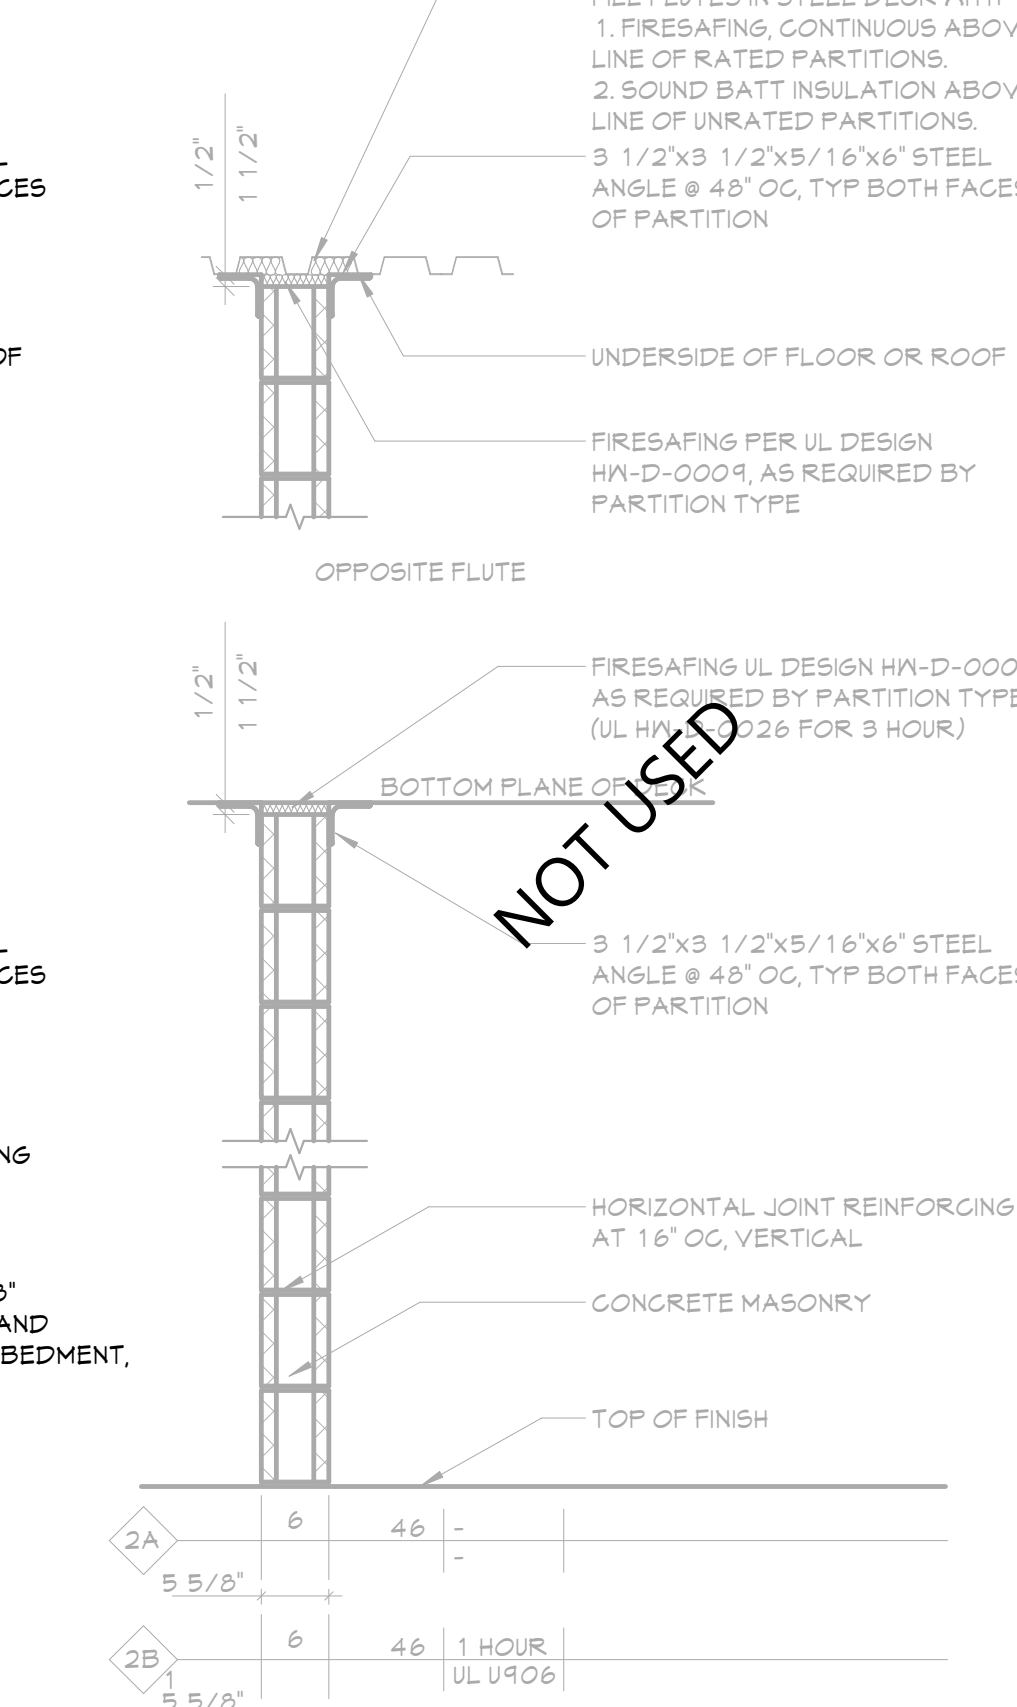 1. FIRESAFING, CONTINUOUS ABOV
LINE OF RATED PARTITIONS.
2. SOUND BATT INSULATION ABOV
LINE OF UNRATED PARTITIONS.
1/2"
1 1/2"
3 1/2"x3 1/2"x5/16"x6" STEEL
ANGLE @ 48" OC, TYP BOTH FACES
OF PARTITION
CES
UNDERSIDE OF FLOOR OR ROOF
OF
FIRESAFING PER UL DESIGN
HW-D-0009, AS REQUIRED BY
PARTITION TYPE
OPPOSITE FLUTE
1/2"
1 1/2"
FIRESAFING UL DESIGN HW-D-000
AS REQUIRED BY PARTITION TYPE
(UL HW-D-0026 FOR 3 HOUR)
BOTTOM PLANE OF DECK
NOT USED
3 1/2"x3 1/2"x5/16"x6" STEEL
ANGLE @ 48" OC, TYP BOTH FACES
OF PARTITION
CES
NG
HORIZONTAL JOINT REINFORCING
AT 16" OC, VERTICAL
8"
AND
BEDMENT,
CONCRETE MASONRY
TOP OF FINISH
2A
6
46
-
-
5 5/8"
2B
6
46
1 HOUR
UL U906
1
5 5/8"